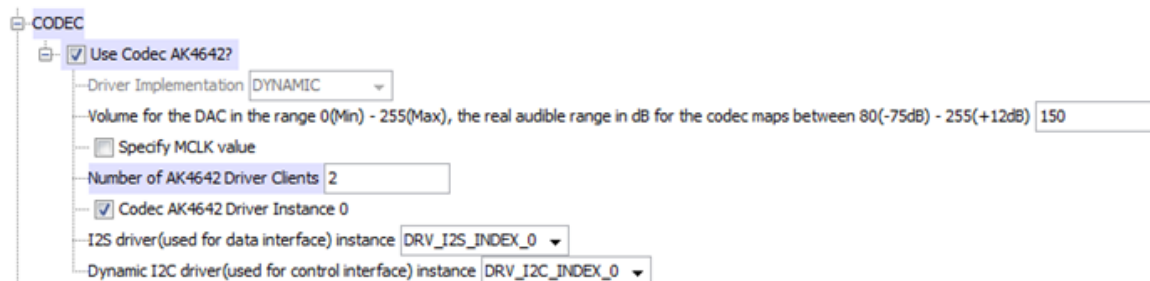 CODEC
Use Codec AK4642?
Driver Implementation DYNAMIC
Volume for the DAC in the range 0(Min) - 255(Max), the real audible range in dB for the codec maps between 80(-75dB) - 255(+12dB) 150
Specify MCLK value
Number of AK4642 Driver Clients 2
Codec AK4642 Driver Instance 0
I2S driver(used for data interface) instance DRV_I2S_INDEX_0
Dynamic I2C driver(used for control interface) instance DRV_I2C_INDEX_0